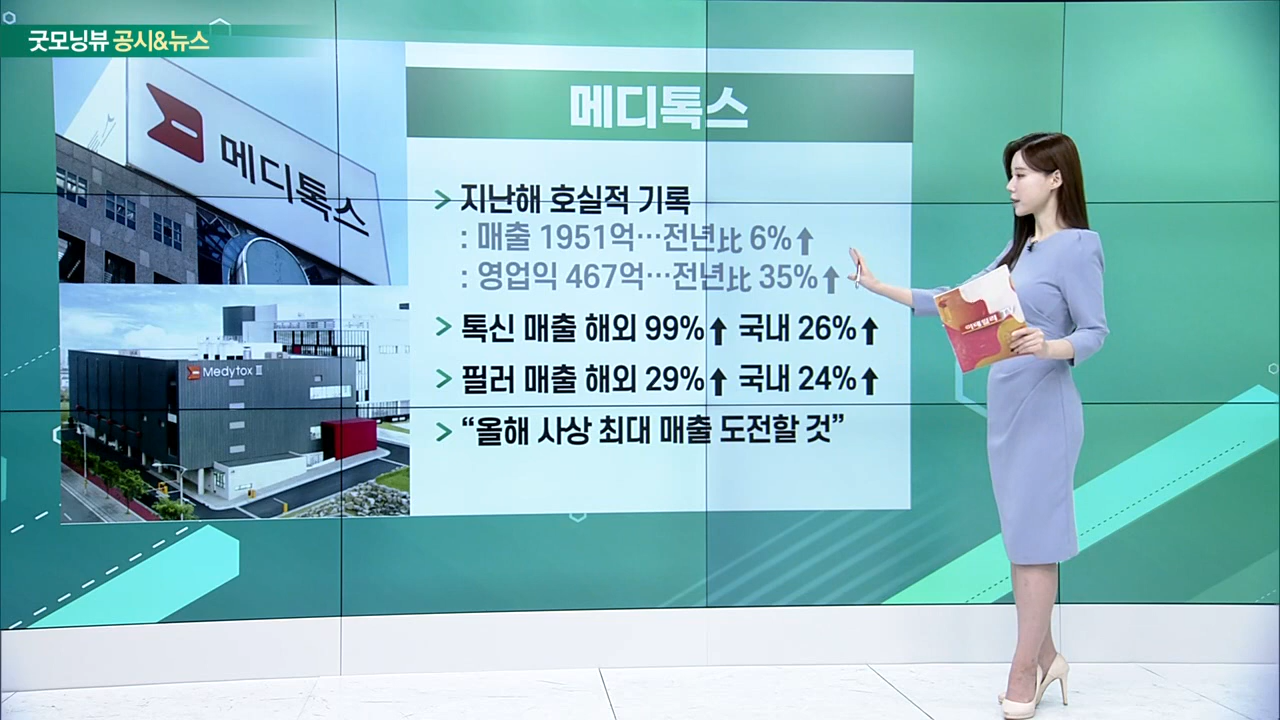 굿모닝뷰 공시&뉴스
메디톡스
메디톡스
Medytox Ⅲ
> 지난해 호실적 기록
: 매출 1951억…전년比 6%↑
: 영업익 467억…전년比 35%↑
> 톡신 매출 해외 99%↑ 국내 26%↑
> 필러 매출 해외 29%↑ 국내 24%↑
> “올해 사상 최대 매출 도전할 것”
이데일리